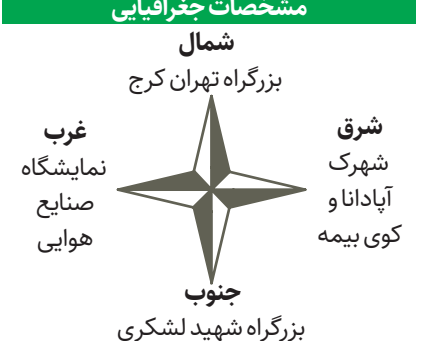 مشخصات جغرافیایی
شمال
بزرگراه تهران کرج
شرق
شهرک
آپادانا و
کوی بیمه
غرب
نمایشگاه
صنایع
هوایی
جنوب
بزرگراه شهید لشکری